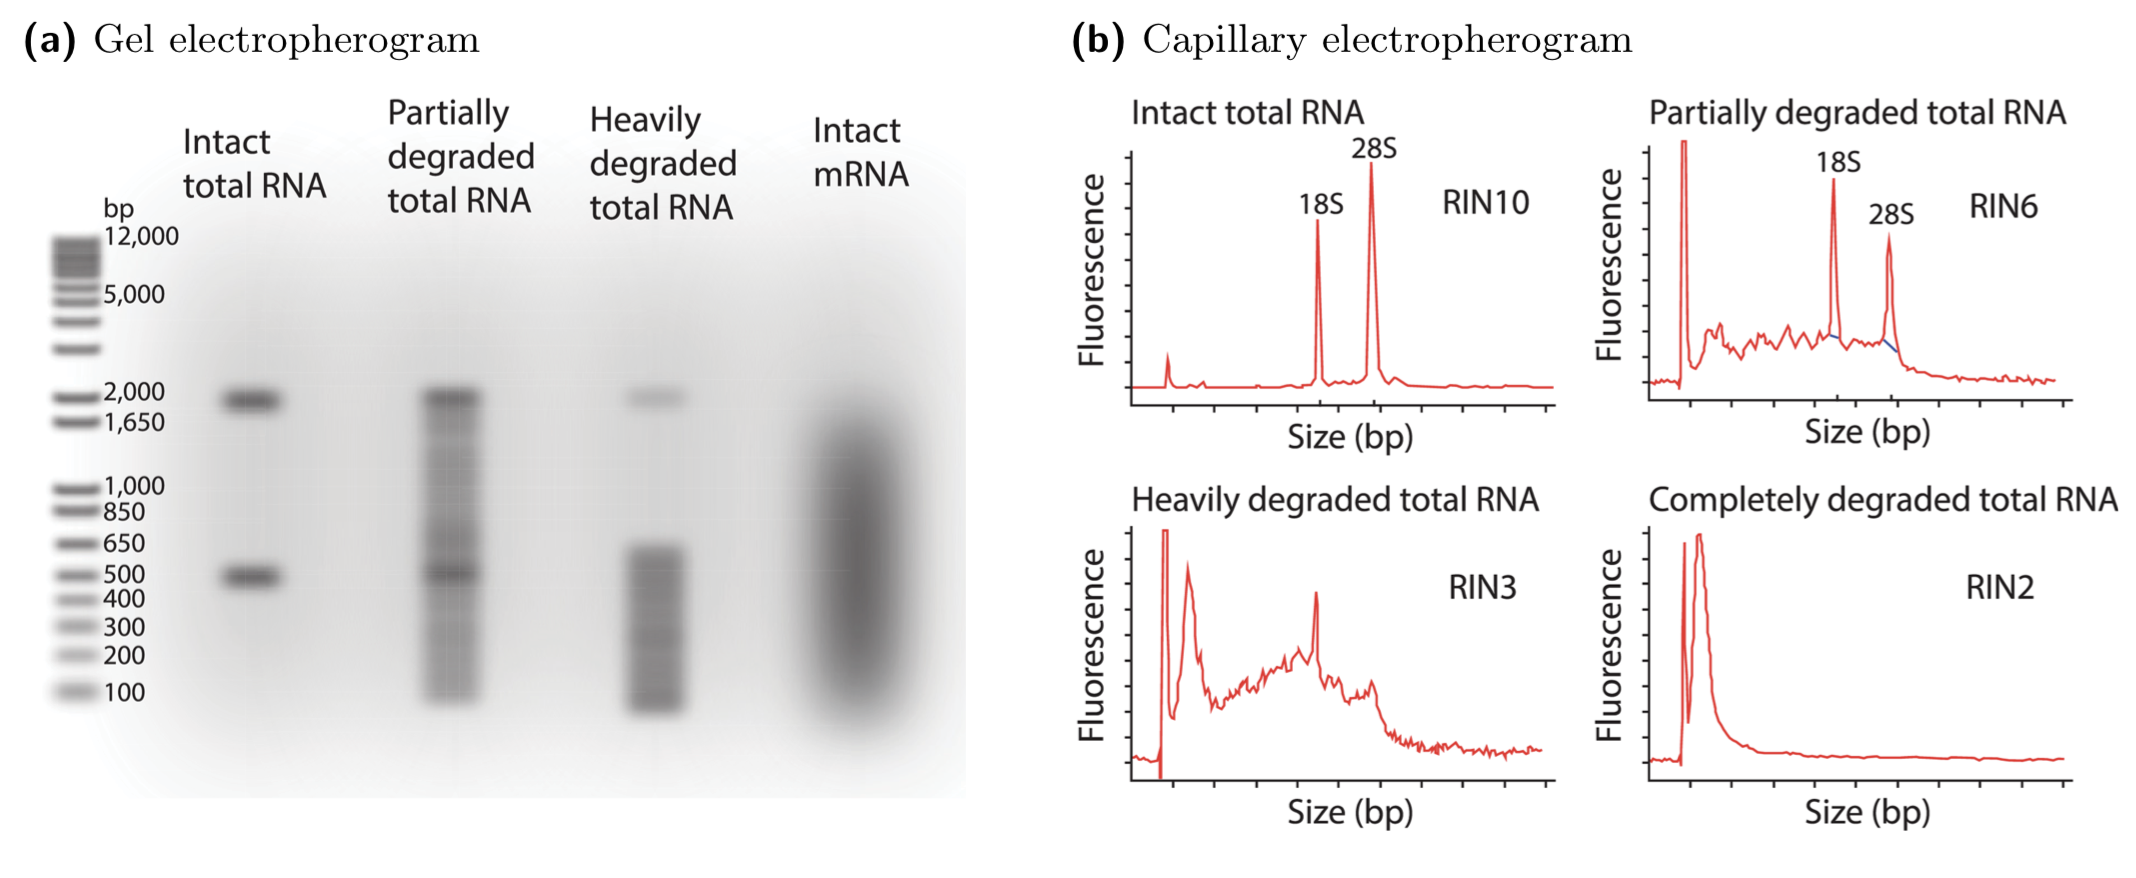 (a) Gel electropherogram
Intact
total RNA
Partially
degraded
total RNA
Heavily
degraded
total RNA
Intact
mRNA
bp
12,000
5,000
2,000
1,650
1,000
850
650
500
400
300
200
100
(b) Capillary electropherogram
Intact total RNA
28S
18S
RIN10
Fluorescence
Size (bp)
Partially degraded total RNA
18S
28S
RIN6
Fluorescence
Size (bp)
Heavily degraded total RNA
RIN3
Fluorescence
Size (bp)
Completely degraded total RNA
RIN2
Fluorescence
Size (bp)